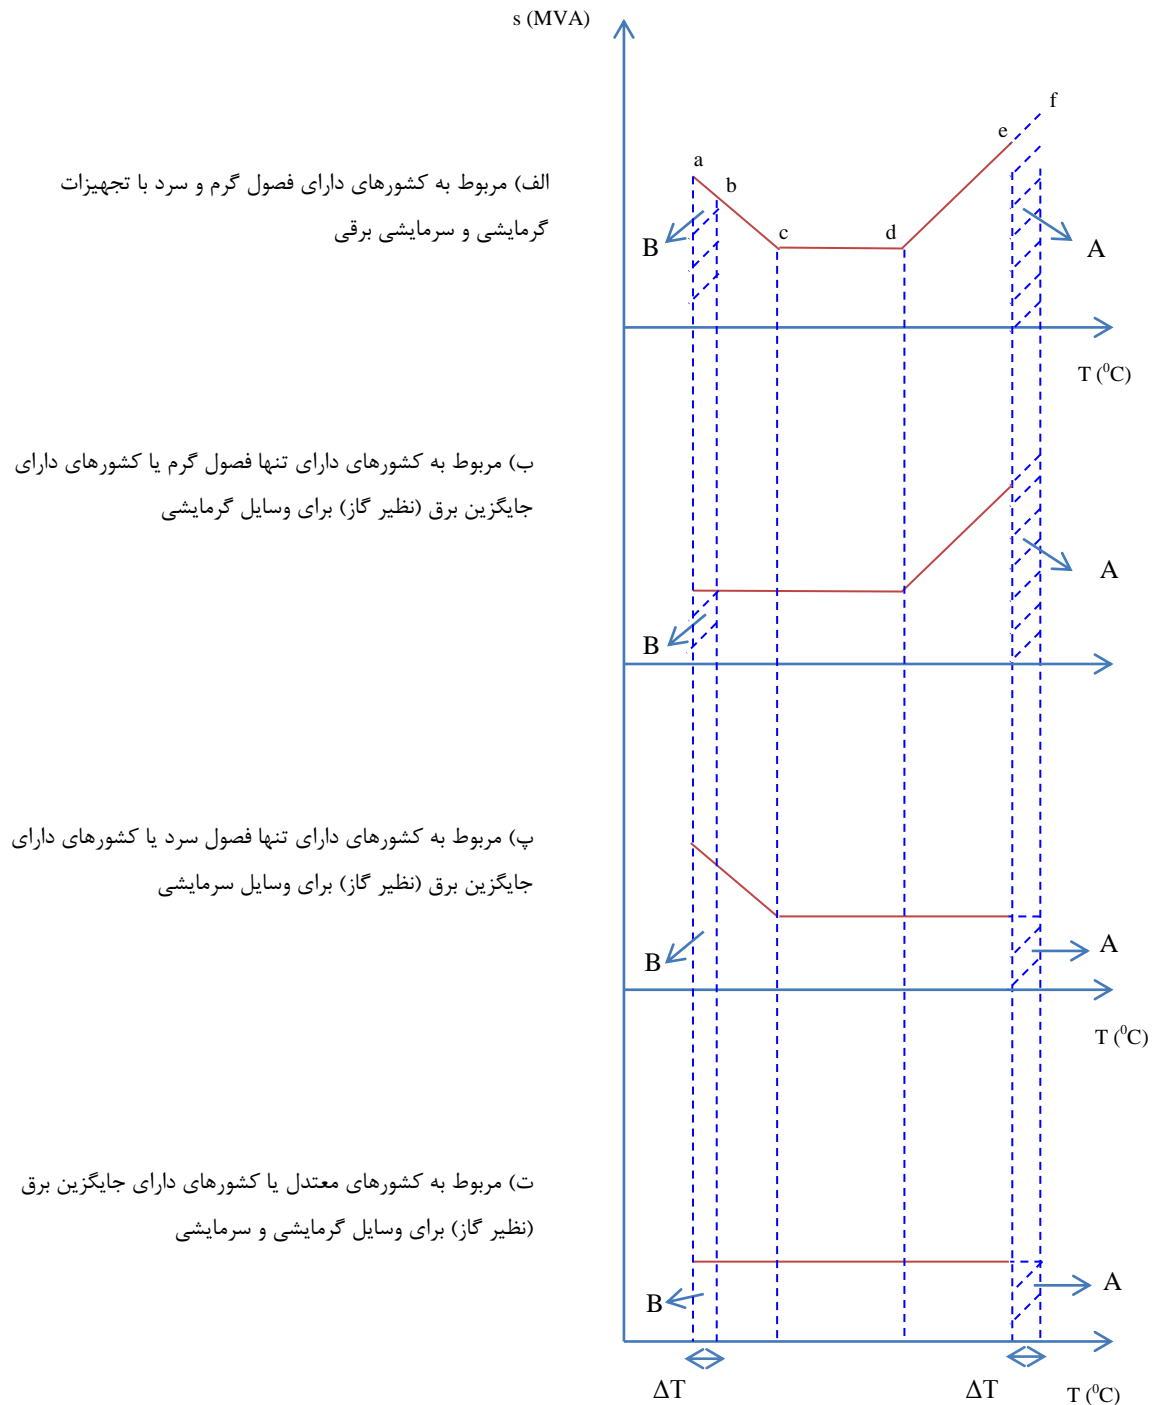 s (MVA)
f
e
a
الف) مربوط به کشورهای دارای فصول گرم و سرد با تجهیزات
b
گرمایشی و سرمایشی برقی
c
d
B
A
T (⁰C)
ب) مربوط به کشورهای دارای تنها فصول گرم یا کشورهای دارای
جایگزین برق (نظیر گاز) برای وسایل گرمایشی
A
B
پ) مربوط به کشورهای دارای تنها فصول سرد یا کشورهای دارای
جایگزین برق (نظیر گاز) برای وسایل سرمایشی
A
B
T (⁰C)
ت) مربوط به کشورهای معتدل یا کشورهای دارای جایگزین برق
(نظیر گاز) برای وسایل گرمایشی و سرمایشی
A
B
ΔT
ΔT
T (⁰C)